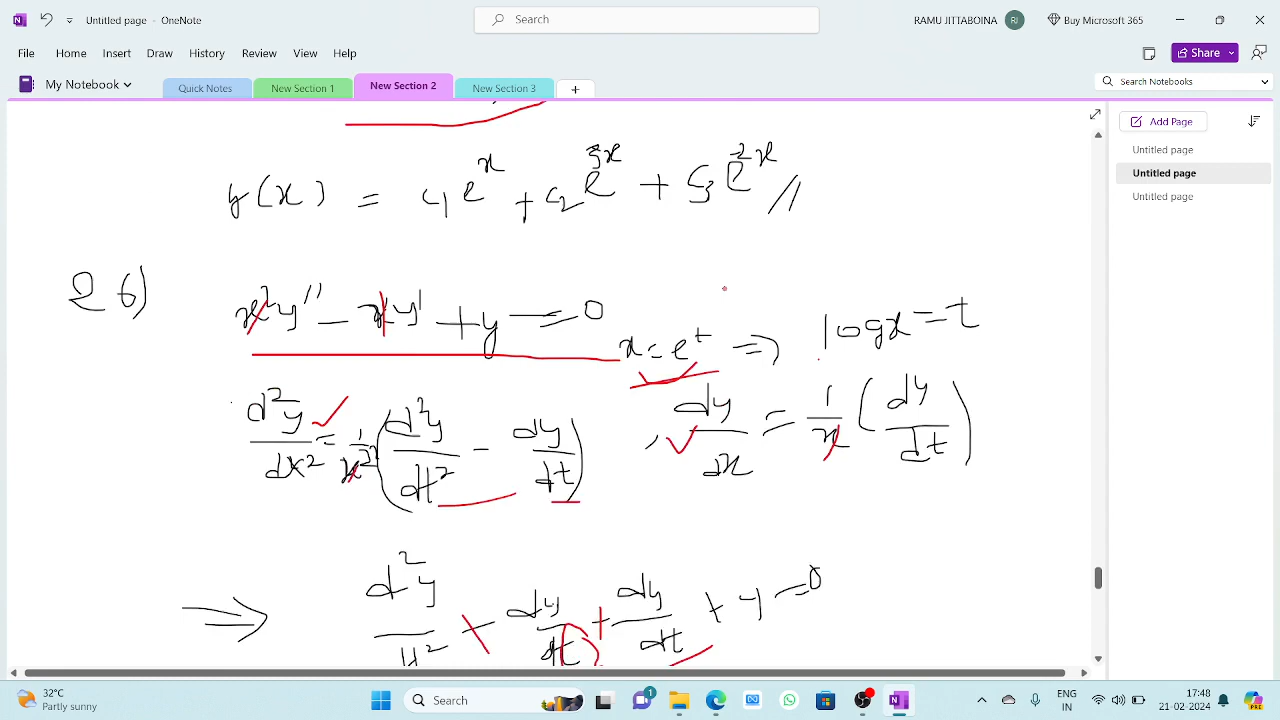 Untitled page - OneNote
Search
RAMU JITTABOINA RJ
Buy Microsoft 365
File Home Insert Draw History Review View Help
Share
My Notebook
Quick Notes
New Section 1
New Section 2
New Section 3
+
Search Notebooks
Add Page
Untitled page
Untitled page
Untitled page
y(x) = c1 e^x + c2 e^3x + c3 e^-2x //
26)
x²y'' - xy' + y = 0
x = e^t => logx = t
d²y/dx² = 1/x² (d²y/dt² - dy/dt) , dy/dx = 1/x (dy/dt)
=> d²y/dt² + dy/dt + dy/dt + y = 0
32°C
Partly sunny
Search
1
ENG
IN
17:48
21-02-2024